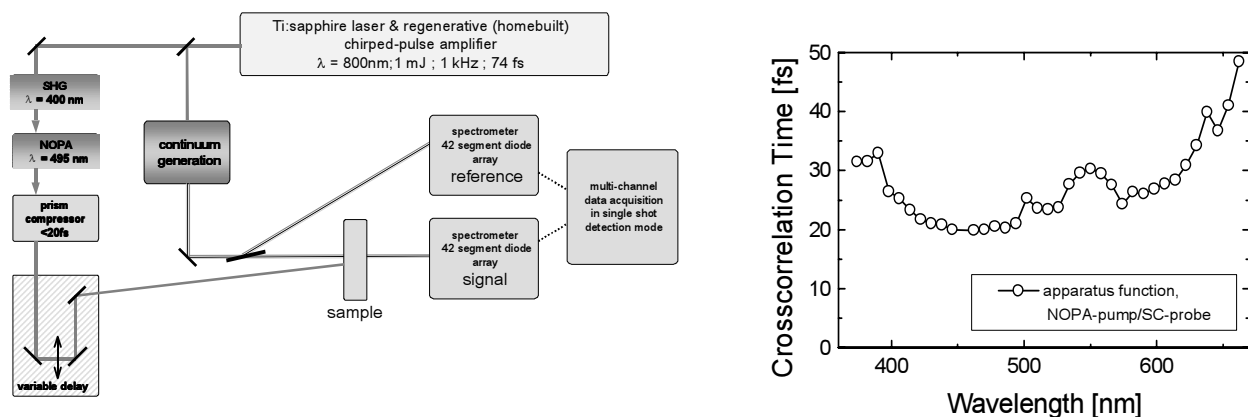 Ti:sapphire laser & regenerative (homebuilt)
chirped-pulse amplifier
λ = 800nm; 1 mJ ; 1 kHz ; 74 fs
SHG
λ = 400 nm
NOPA
λ = 495 nm
prism
compressor
<20fs
variable delay
continuum
generation
spectrometer
42 segment diode
array
reference
spectrometer
42 segment diode
array
signal
sample
multi-channel
data acquisition
in single shot
detection mode
Crosscorrelation Time [fs]
50
40
30
20
10
0
400
500
600
Wavelength [nm]
apparatus function,
NOPA-pump/SC-probe